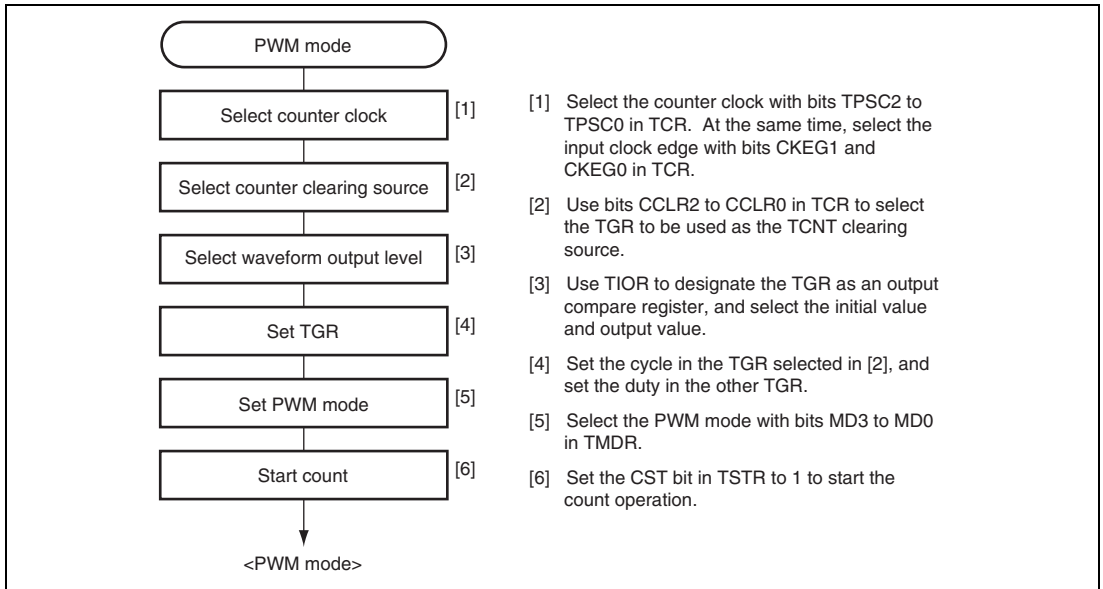 PWM mode
Select counter clock
[1]
Select counter clearing source
[2]
Select waveform output level
[3]
Set TGR
[4]
Set PWM mode
[5]
Start count
[6]
<PWM mode>
[1] Select the counter clock with bits TPSC2 to
TPSC0 in TCR. At the same time, select the
input clock edge with bits CKEG1 and
CKEG0 in TCR.
[2] Use bits CCLR2 to CCLR0 in TCR to select
the TGR to be used as the TCNT clearing
source.
[3] Use TIOR to designate the TGR as an output
compare register, and select the initial value
and output value.
[4] Set the cycle in the TGR selected in [2], and
set the duty in the other TGR.
[5] Select the PWM mode with bits MD3 to MD0
in TMDR.
[6] Set the CST bit in TSTR to 1 to start the
count operation.